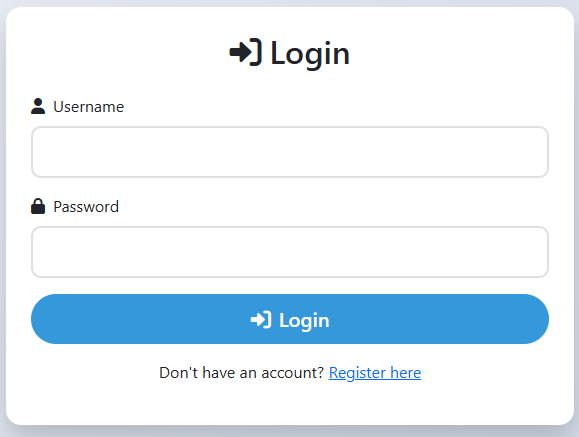 Login
Username
Password
Login
Don't have an account? Register here